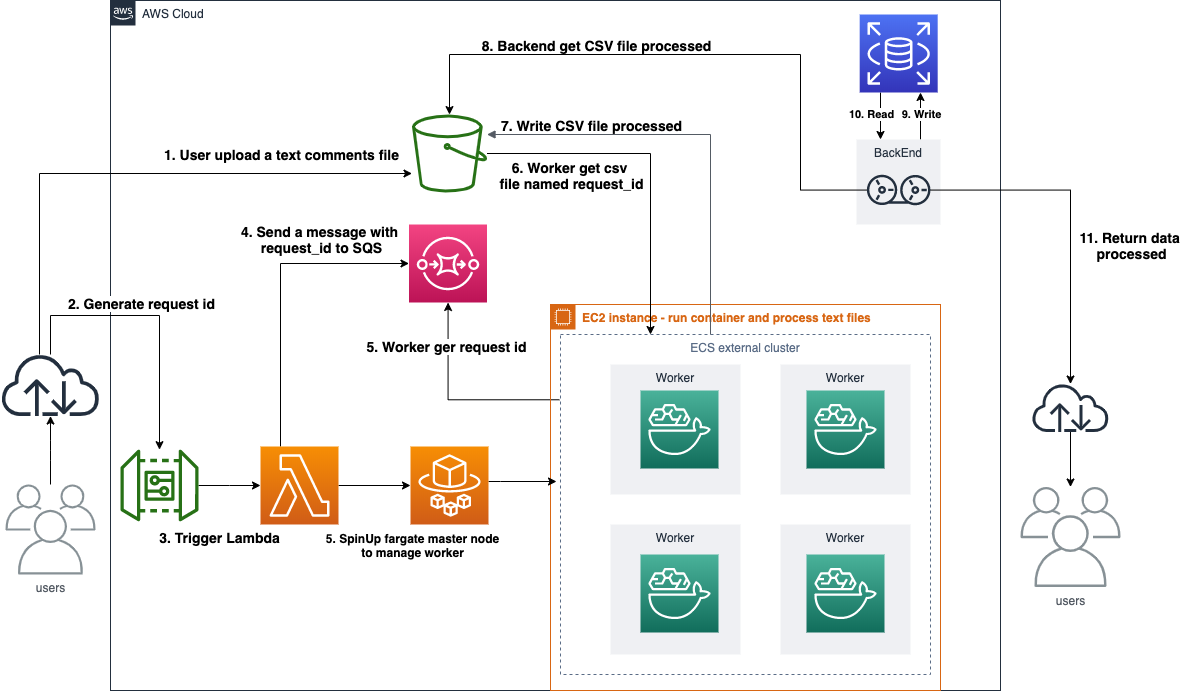 aws
AWS Cloud
8. Backend get CSV file processed
10. Read
9. Write
BackEnd
7. Write CSV file processed
1. User upload a text comments file
6. Worker get csv
file named request_id
4. Send a message with
request_id to SQS
11. Return data
processed
2. Generate request id
EC2 instance - run container and process text files
5. Worker ger request id
ECS external cluster
Worker
Worker
3. Trigger Lambda
5. SpinUp fargate master node
to manage worker
Worker
Worker
users
users